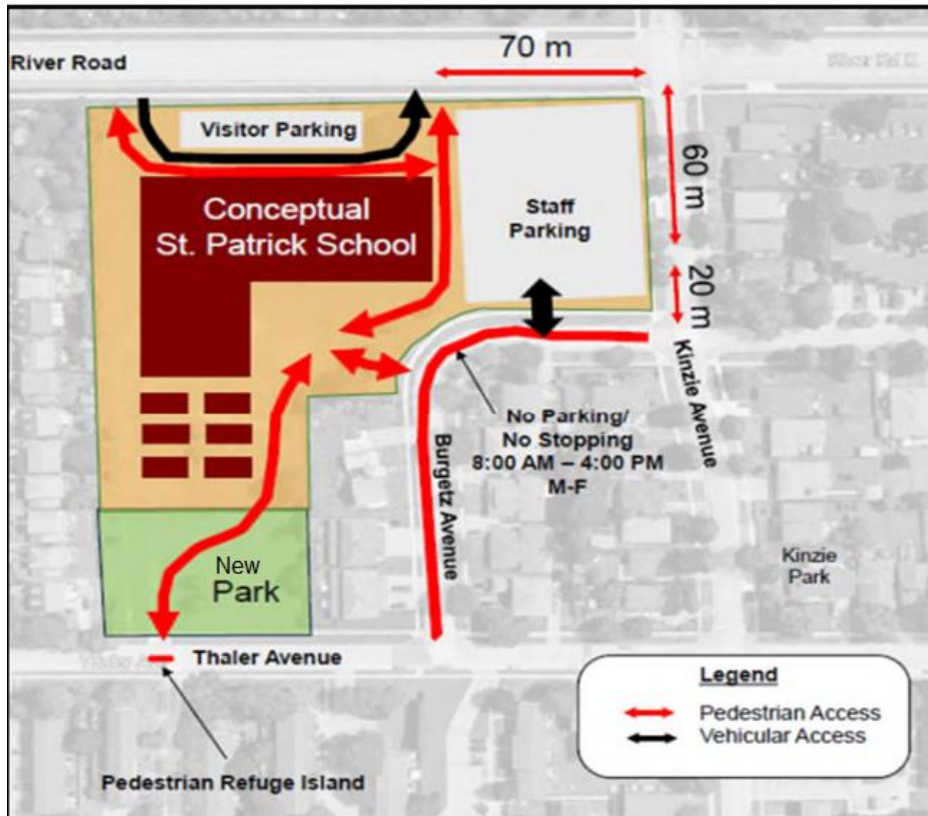 River Road
70 m
Visitor Parking
60 m
Conceptual
St. Patrick School
Staff
Parking
20 m
Kinzie Avenue
No Parking/
No Stopping
8:00 AM – 4:00 PM
M-F
Burgetz Avenue
Kinzie
Park
New
Park
Thaler Avenue
Pedestrian Refuge Island
Legend
Pedestrian Access
Vehicular Access